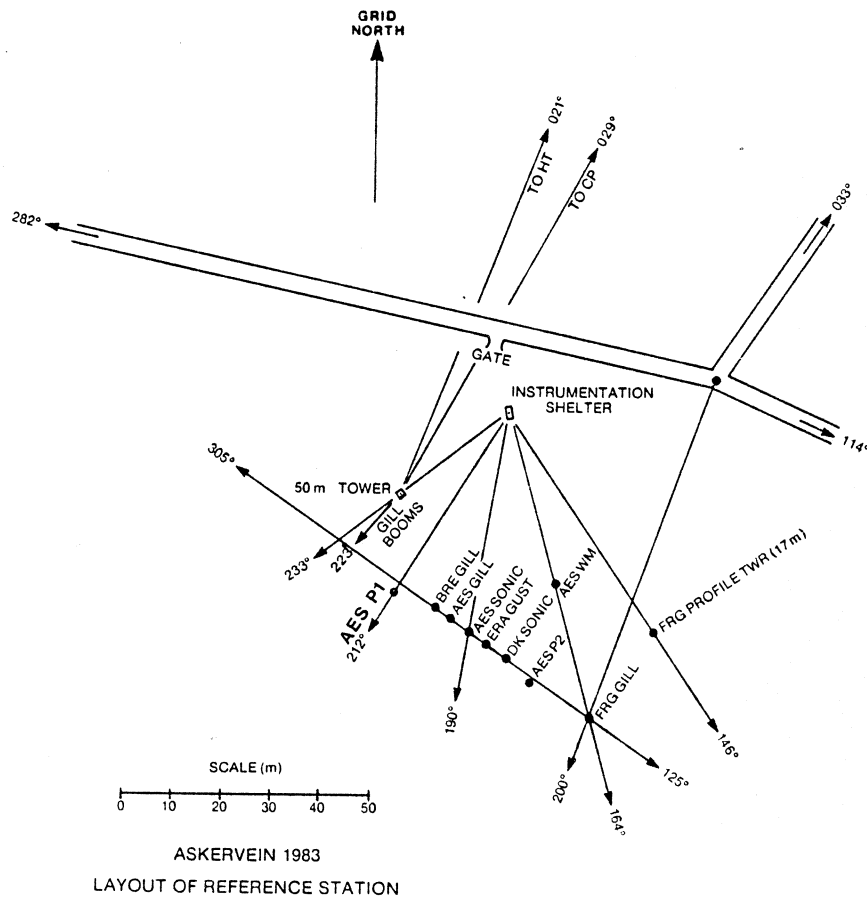 GRID
NORTH
021°
029°
TO HT
TO CP
033°
282°
GATE
INSTRUMENTATION
SHELTER
114°
305°
50 m TOWER
GILL
BOOMS
233°
223
AES P1
212°
BRE GILL
AES GILL
AES SONIC
ERA GUST
DK SONIC
AES WM
AES P2
FRG PROFILE TWR (17m)
FRG GILL
190°
200°
164°
125°
146°
SCALE (m)
0 10 20 30 40 50
ASKERVEIN 1983
LAYOUT OF REFERENCE STATION